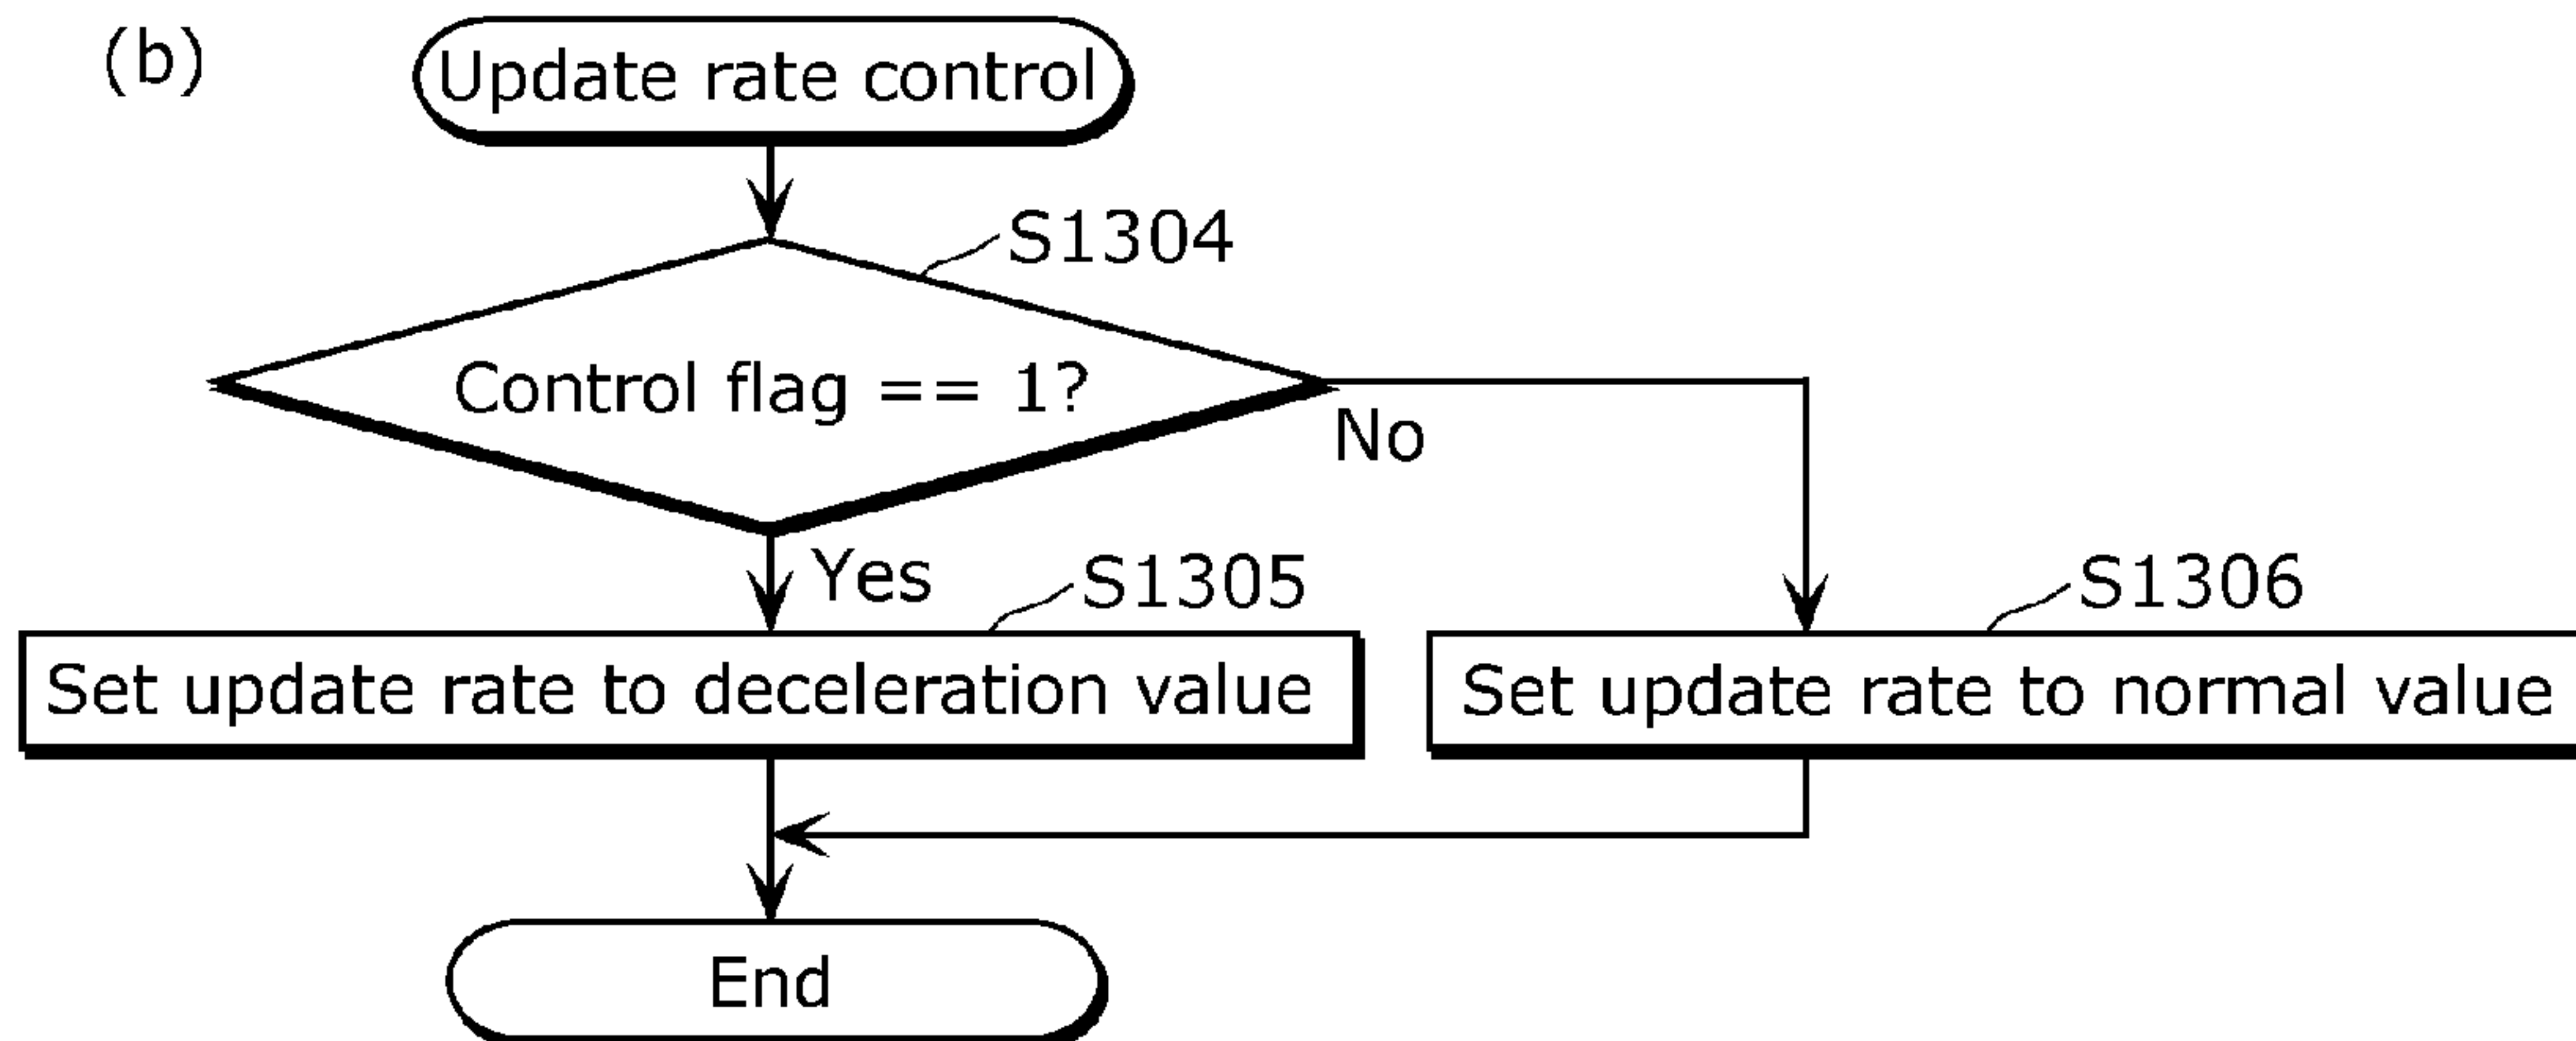 (b)
Update rate control
S1304
Control flag == 1?
No
Yes
S1305
S1306
Set update rate to deceleration value
Set update rate to normal value
End